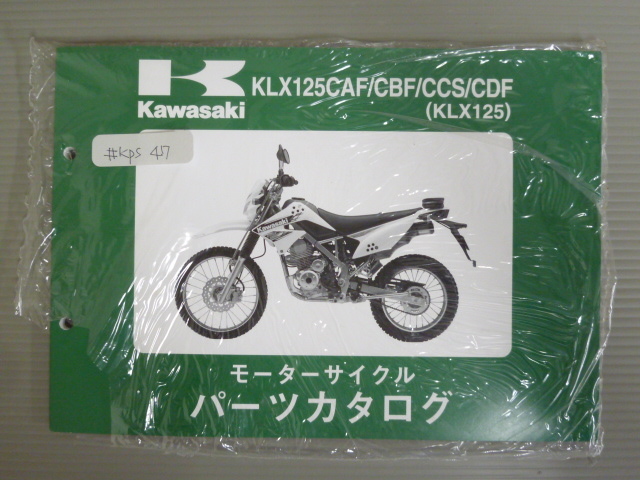 KLX125CAF/CBF/CCS/CDF
(KLX125)
Kawasaki
#KPS 457
Kawasaki
モーターサイクル
パーツカタログ